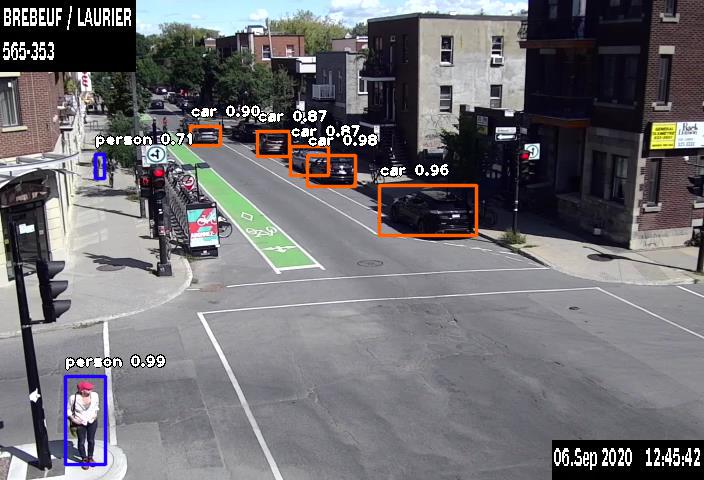 BREBEUF / LAURIER
565-353
car 0.90
car 0.87
car 0.87
car 0.98
person 0.71
car 0.96
person 0.99
06.Sep 2020 12:45:42